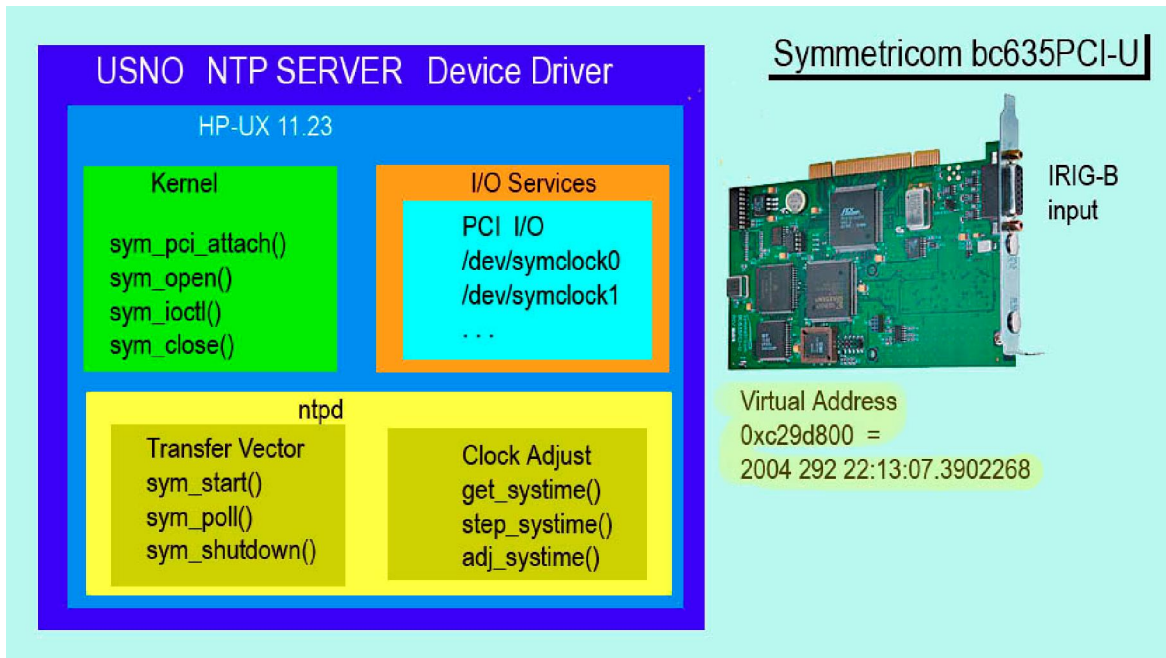 USNO NTP SERVER Device Driver
HP-UX 11.23
Kernel
sym_pci_attach()
sym_open()
sym_ioctl()
sym_close()
I/O Services
PCI I/O
/dev/symclock0
/dev/symclock1
. . .
ntpd
Transfer Vector
sym_start()
sym_poll()
sym_shutdown()
Clock Adjust
get_systime()
step_systime()
adj_systime()
Symmetricom bc635PCI-U
IRIG-B
input
Virtual Address
0xc29d800 =
2004 292 22:13:07.3902268